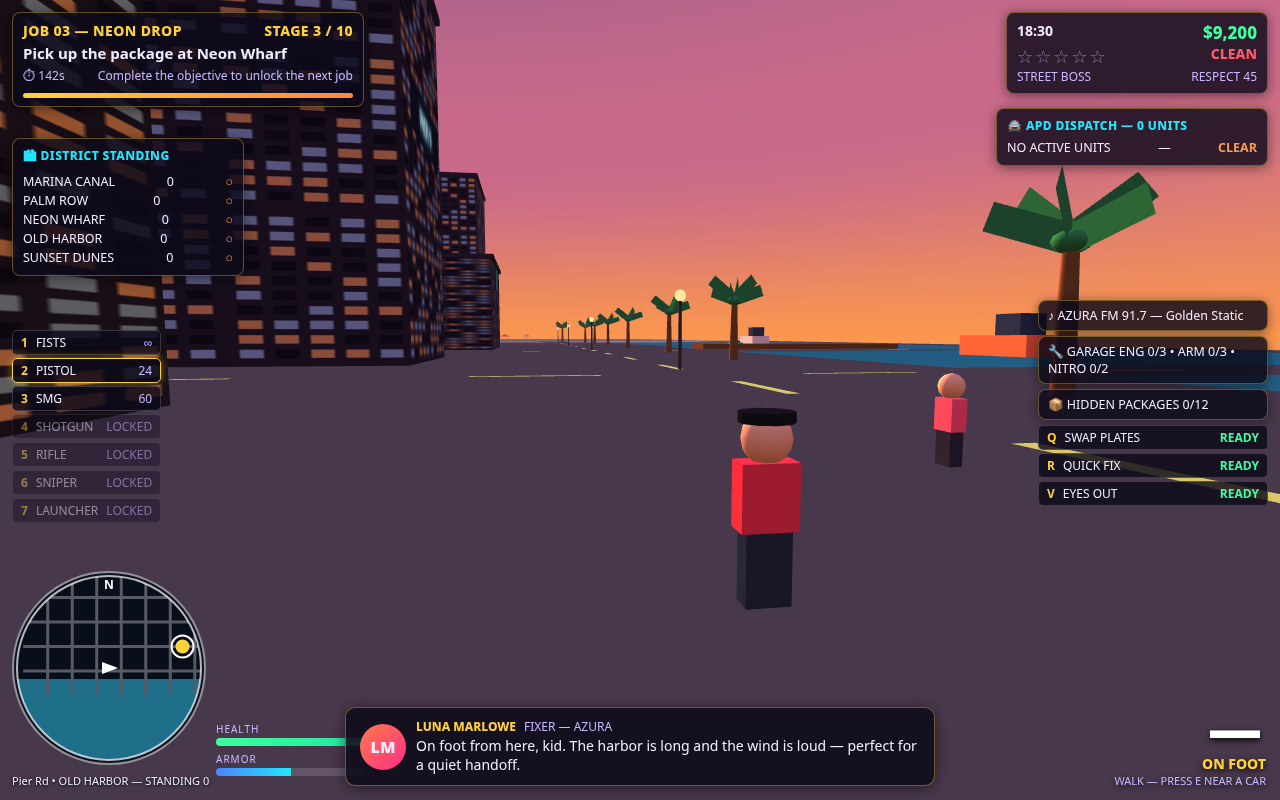 JOB 03 — NEON DROP STAGE 3 / 10
Pick up the package at Neon Wharf
⏱ 142s Complete the objective to unlock the next job
DISTRICT STANDING
MARINA CANAL 0 ○
PALM ROW 0 ○
NEON WHARF 0 ○
OLD HARBOR 0 ○
SUNSET DUNES 0 ○
1 FISTS ∞
2 PISTOL 24
3 SMG 60
4 SHOTGUN LOCKED
5 RIFLE LOCKED
6 SNIPER LOCKED
7 LAUNCHER LOCKED
N
Pier Rd • OLD HARBOR — STANDING 0
HEALTH
ARMOR
LM
LUNA MARLOWE FIXER — AZURA
On foot from here, kid. The harbor is long and the wind is loud — perfect for
a quiet handoff.
18:30 $9,200
☆☆☆☆☆ CLEAN
STREET BOSS RESPECT 45
🚔 APD DISPATCH — 0 UNITS
NO ACTIVE UNITS — CLEAR
♪ AZURA FM 91.7 — Golden Static
🔧 GARAGE ENG 0/3 • ARM 0/3 •
NITRO 0/2
📦 HIDDEN PACKAGES 0/12
Q SWAP PLATES READY
R QUICK FIX READY
V EYES OUT READY
ON FOOT
WALK — PRESS E NEAR A CAR